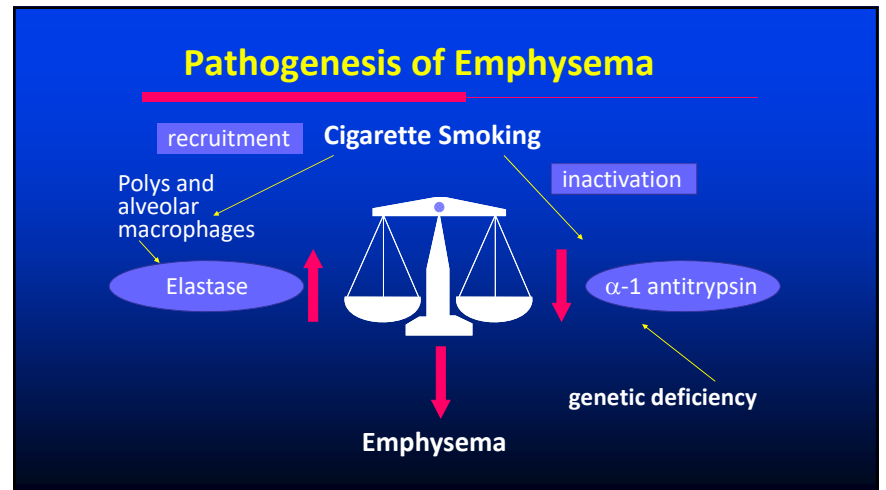 Pathogenesis of Emphysema
recruitment
Cigarette Smoking
inactivation
Polys and
alveolar
macrophages
Elastase
α-1 antitrypsin
genetic deficiency
Emphysema